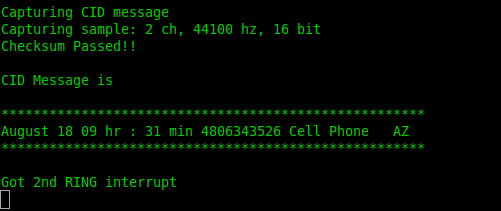 Capturing CID message
Capturing sample: 2 ch, 44100 hz, 16 bit
Checksum Passed!!
CID Message is
*****************************************************
August 18 09 hr : 31 min 4806343526 Cell Phone   AZ
*****************************************************
Got 2nd RING interrupt